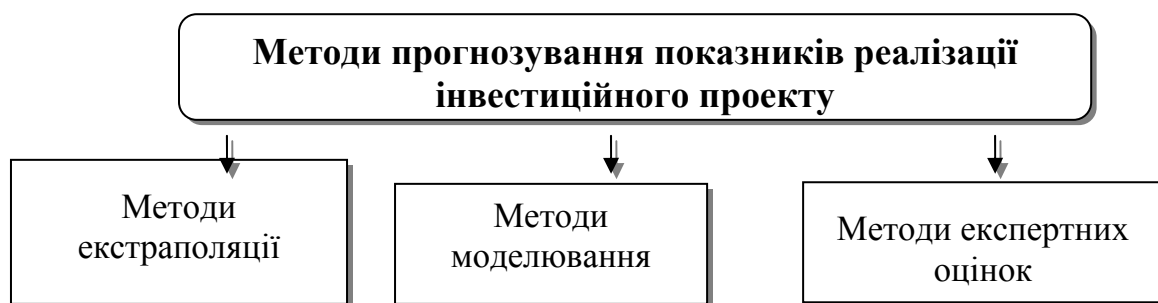 Методи прогнозування показників реалізації
інвестиційного проекту
Методи
екстраполяції
Методи
моделювання
Методи експертних
оцінок